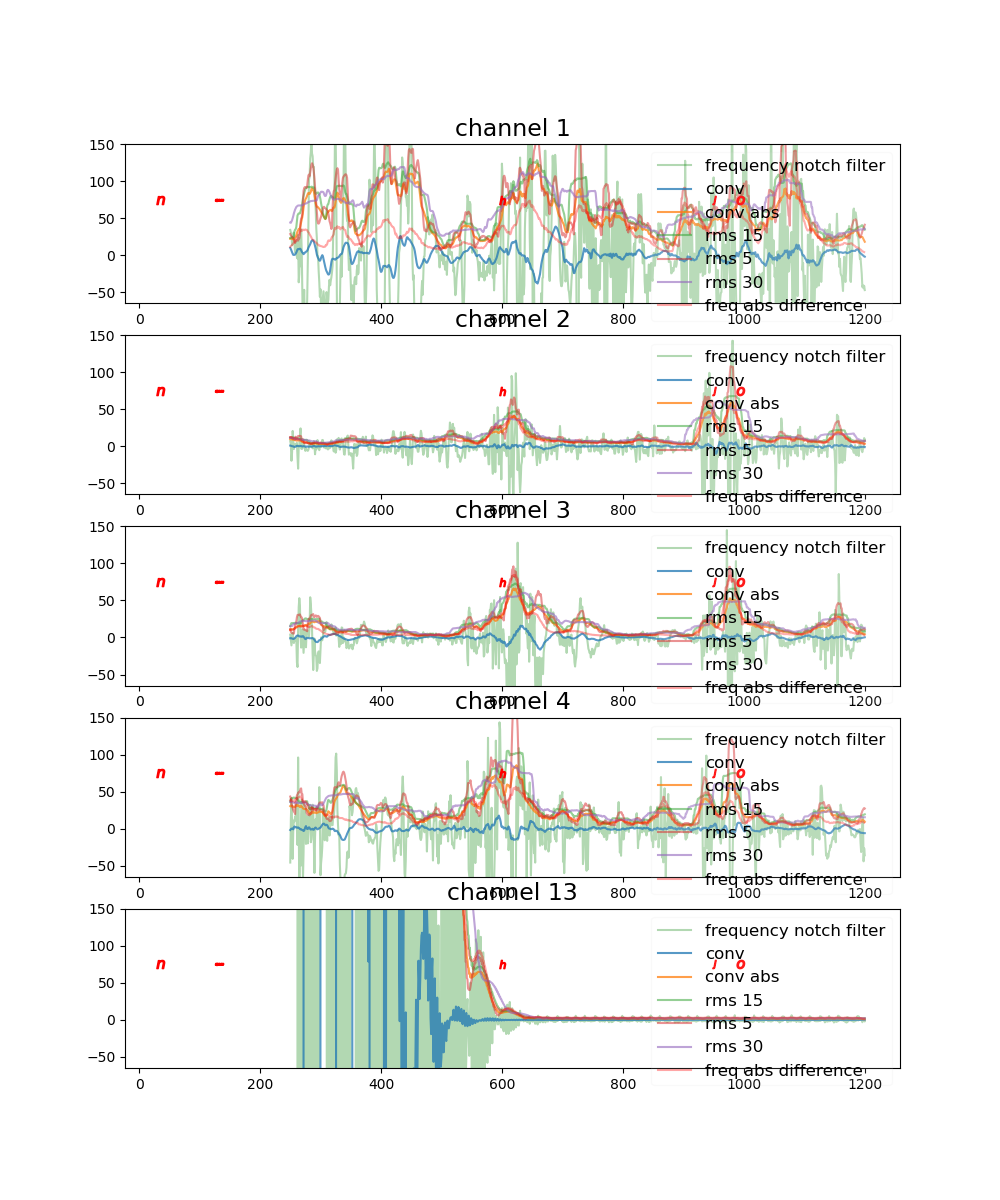 channel 1
150
100
50
0
−50
n
–
h
i
o
frequency notch filter
conv
conv abs
rms 15
rms 5
rms 30
freq abs difference
0 200 400 600 800 1000 1200
channel 2
150
100
50
0
−50
n
–
h
i
o
frequency notch filter
conv
conv abs
rms 15
rms 5
rms 30
freq abs difference
0 200 400 600 800 1000 1200
channel 3
150
100
50
0
−50
n
–
h
i
o
frequency notch filter
conv
conv abs
rms 15
rms 5
rms 30
freq abs difference
0 200 400 600 800 1000 1200
channel 4
150
100
50
0
−50
n
–
h
i
o
frequency notch filter
conv
conv abs
rms 15
rms 5
rms 30
freq abs difference
0 200 400 600 800 1000 1200
channel 13
150
100
50
0
−50
n
–
h
i
o
frequency notch filter
conv
conv abs
rms 15
rms 5
rms 30
freq abs difference
0 200 400 600 800 1000 1200